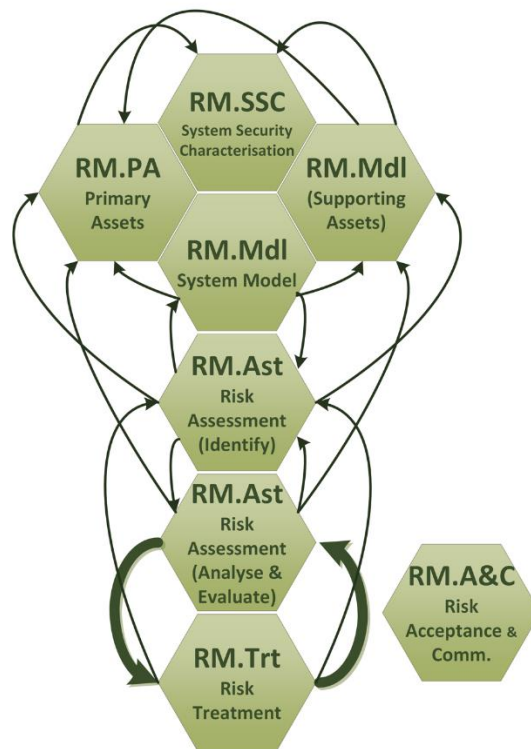 RM.SSC
System Security
Characterisation
RM.PA
Primary
Assets
RM.Mdl
(Supporting
Assets)
RM.Mdl
System Model
RM.Ast
Risk
Assessment
(Identify)
RM.Ast
Risk
Assessment
(Analyse &
Evaluate)
RM.A&C
Risk
Acceptance &
Comm.
RM.Trt
Risk
Treatment